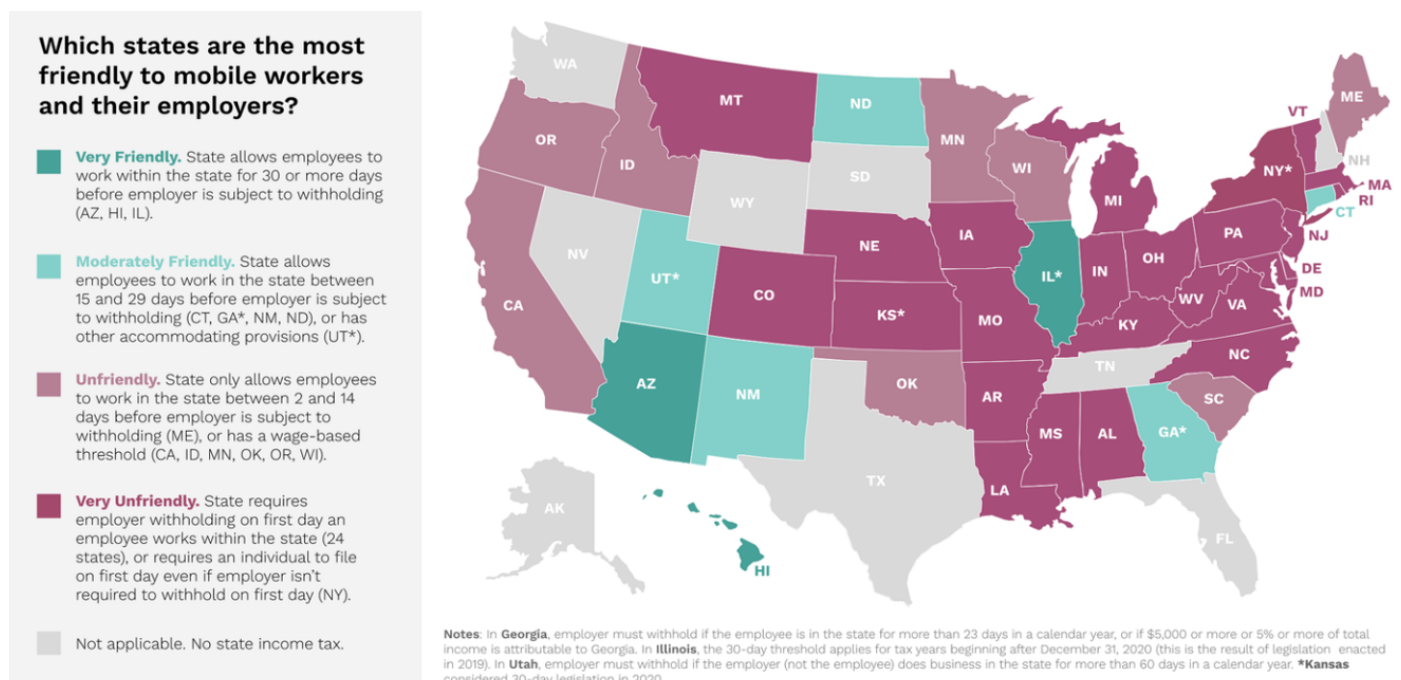 Which states are the most
friendly to mobile workers
and their employers?
Very Friendly. State allows employees to
work within the state for 30 or more days
before employer is subject to withholding
(AZ, HI, IL).
Moderately Friendly. State allows
employees to work in the state between
15 and 29 days before employer is subject
to withholding (CT, GA*, NM, ND), or has
other accommodating provisions (UT*).
Unfriendly. State only allows employees
to work in the state between 2 and 14
days before employer is subject to
withholding (ME), or has a wage-based
threshold (CA, ID, MN, OK, OR, WI).
Very Unfriendly. State requires
employer withholding on first day an
employee works within the state (24
states), or requires an individual to file
on first day even if employer isn't
required to withhold on first day (NY).
Not applicable. No state income tax.
WA
MT
ND
MN
ME
VT
OR
ID
SD
WI
NH
NY*
MA
RI
CT
WY
MI
IA
NE
PA
NJ
NV
UT*
IL*
IN
OH
DE
MD
CO
KS*
MO
WV
VA
CA
KY
NC
AZ
NM
OK
TN
AR
SC
MS
AL
GA*
TX
LA
AK
FL
HI
Notes: In Georgia, employer must withhold if the employee is in the state for more than 23 days in a calendar year, or if $5,000 or more or 5% or more of total
income is attributable to Georgia. In Illinois, the 30-day threshold applies for tax years beginning after December 31, 2020 (this is the result of legislation enacted
in 2019). In Utah, employer must withhold if the employer (not the employee) does business in the state for more than 60 days in a calendar year. *Kansas
considered 30-day legislation in 2020